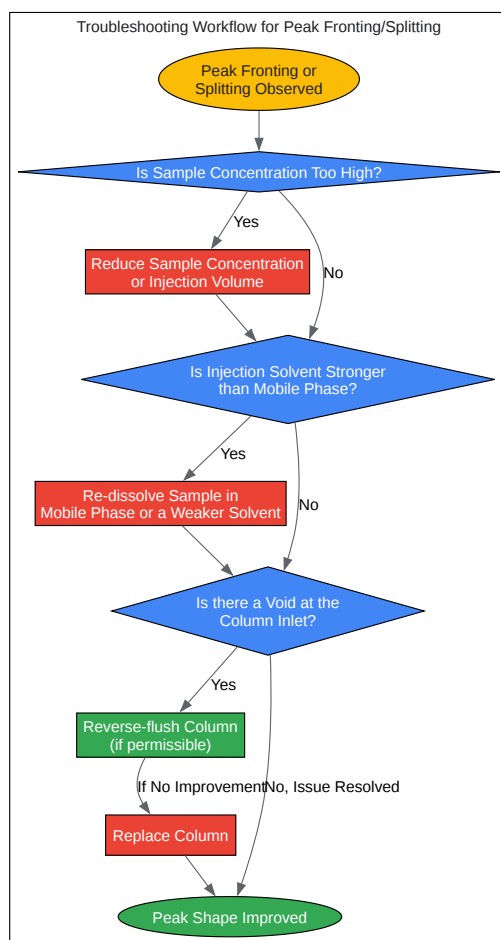 Troubleshooting Workflow for Peak Fronting/Splitting
Peak Fronting or
Splitting Observed
Is Sample Concentration Too High?
Yes
Reduce Sample Concentration
or Injection Volume
No
Is Injection Solvent Stronger
than Mobile Phase?
Yes
Re-dissolve Sample in
Mobile Phase or a Weaker Solvent
No
Is there a Void at the
Column Inlet?
Yes
Reverse-flush Column
(if permissible)
If No Improvement
No, Issue Resolved
Replace Column
Peak Shape Improved